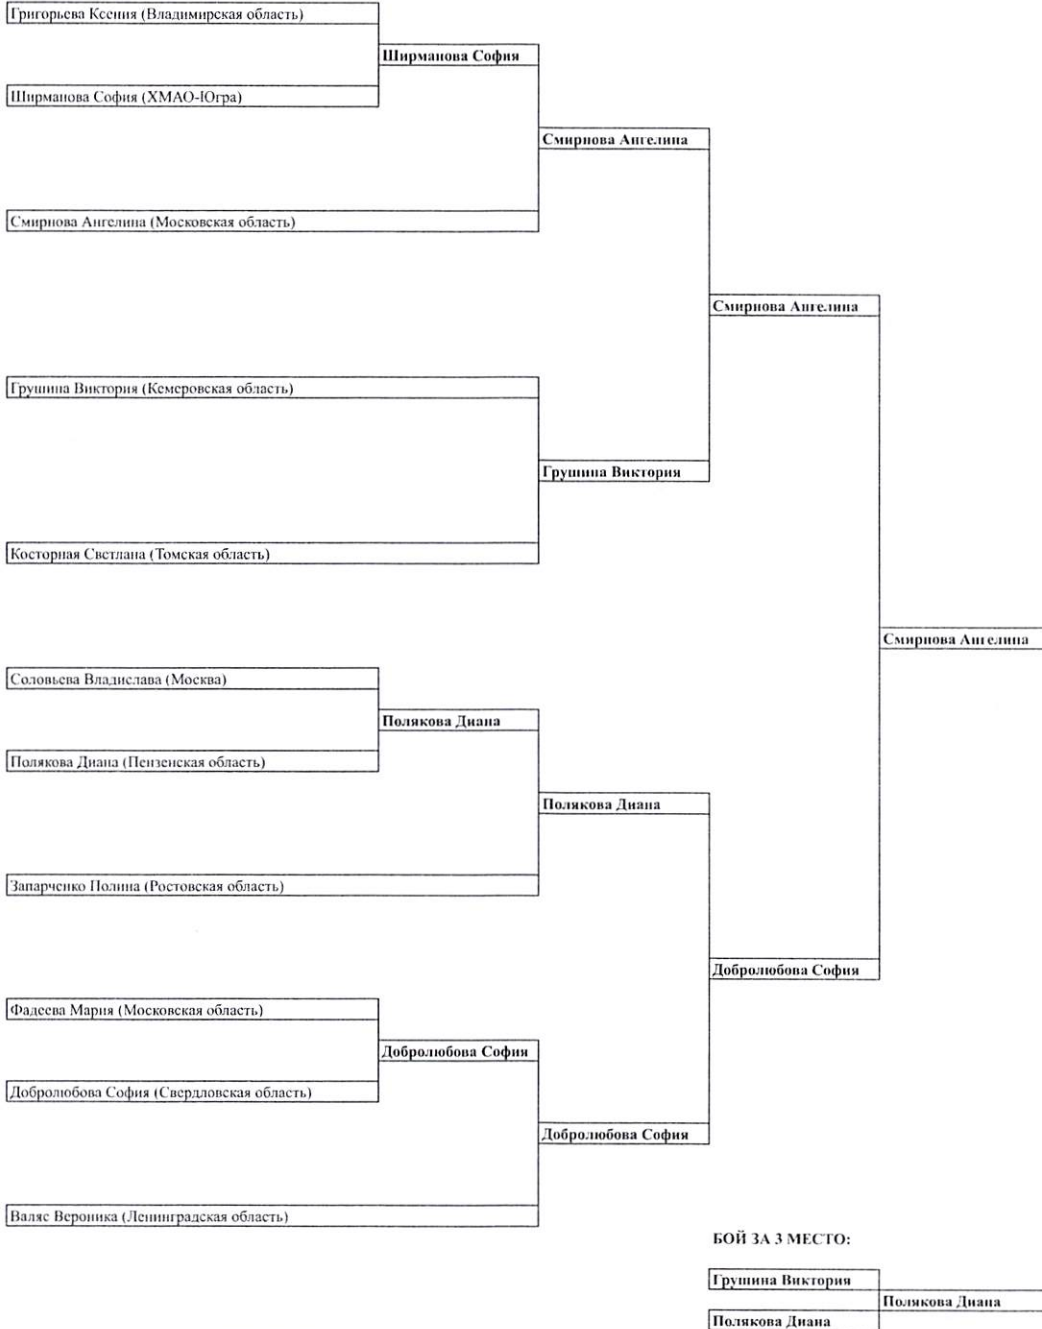 Григорьева Ксения (Владимирская область)
Ширманова София
Ширманова София (ХМАО-Югра)
Смирнова Ангелина
Смирнова Ангелина (Московская область)
Смирнова Ангелина
Грушина Виктория (Кемеровская область)
Грушина Виктория
Косторная Светлана (Томская область)
Смирнова Ангелина
Соловьева Владислава (Москва)
Полякова Диана
Полякова Диана (Пензенская область)
Полякова Диана
Запарченко Полина (Ростовская область)
Добролюбова София
Фадеева Мария (Московская область)
Добролюбова София
Добролюбова София (Свердловская область)
Добролюбова София
Валяс Вероника (Ленинградская область)
БОЙ ЗА 3 МЕСТО:
Грушина Виктория
Полякова Диана
Полякова Диана